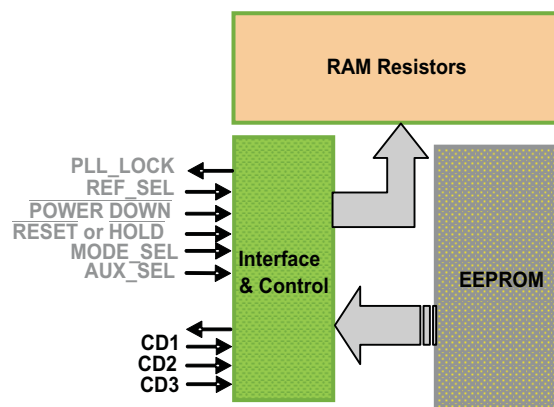 RAM Resistors
PLL_LOCK
REF_SEL
POWER DOWN
RESET or HOLD
MODE_SEL
AUX_SEL
Interface
& Control
EEPROM
CD1
CD2
CD3